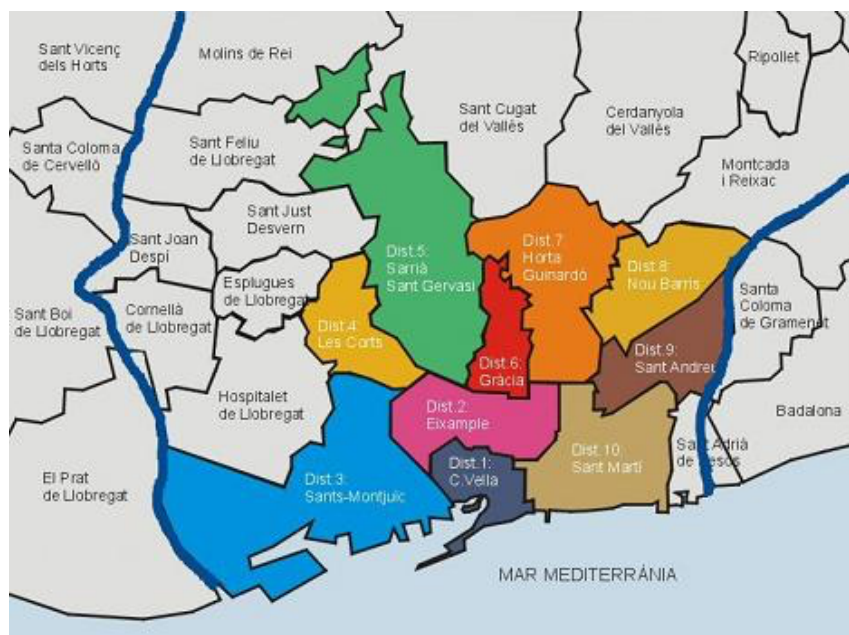 Sant Vicenç
dels Horts
Molins de Rei
Ripollet
Sant Cugat
del Vallés
Cerdanyola
del Vallés
Santa Coloma
de Cervelló
Sant Feliu
de Llobregat
Montcada
i Reixac
Sant Just
Desvern
Sant Joan
Despí
Dist.5:
Sarrià
Sant Gervasi
Dist.7
Horta
Guinardó
Dist.8:
Nou Barris
Esplugues
de Llobregat
Santa
Coloma
de Gramenet
Sant Boi
de Llobregat
Cornellà
de Llobregat
Dist.4:
Les Corts
Dist.6:
Gràcia
Dist.9:
Sant Andreu
Hospitalet
de Llobregat
Dist.2:
Eixample
Badalona
Dist.10:
Sant Martí
Sant Adrià
de Besos
El Prat
de Llobregat
Dist.3:
Sants-Montjuïc
Dist.1:
C.Vella
MAR MEDITERRÀNIA